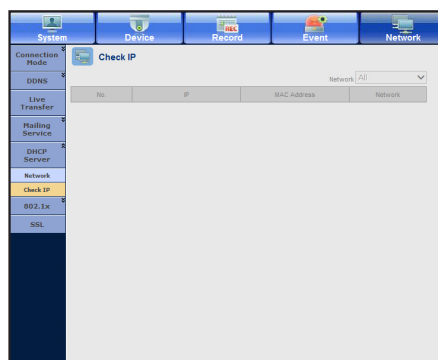 System Device Record Event Network
REC
Connection Mode
DDNS
Live Transfer
Mailing Service
DHCP Server
Network
Check IP
802.1x
SSL
Check IP
Network All
No. IP MAC Address Network